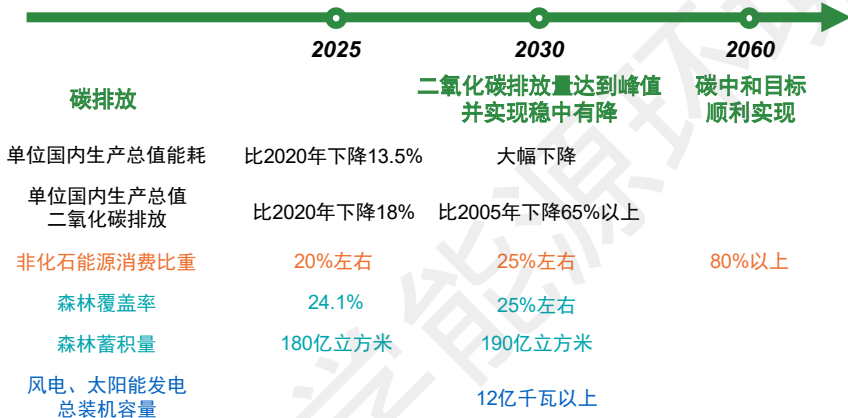 2025 2030 2060
碳排放 二氧化碳排放量达到峰值 碳中和目标
并实现稳中有降 顺利实现
单位国内生产总值能耗 比2020年下降13.5% 大幅下降
单位国内生产总值
二氧化碳排放 比2020年下降18% 比2005年下降65%以上
非化石能源消费比重 20%左右 25%左右 80%以上
森林覆盖率 24.1% 25%左右
森林蓄积量 180亿立方米 190亿立方米
风电、太阳能发电
总装机容量 12亿千瓦以上
学能源环境